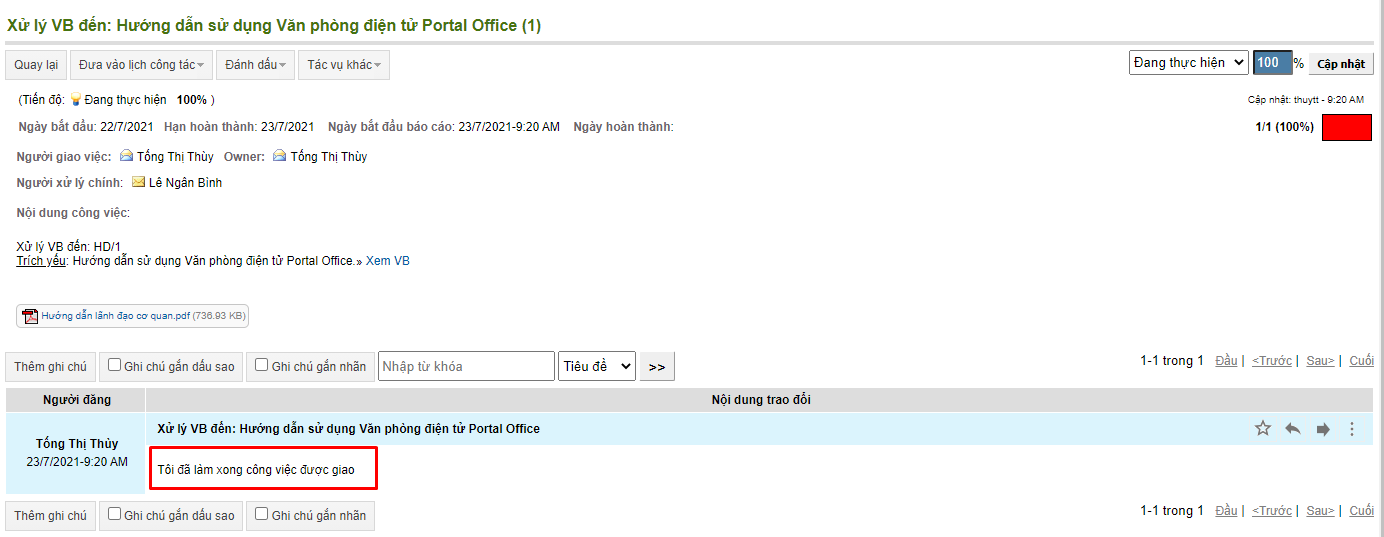 Xử lý VB đến: Hướng dẫn sử dụng Văn phòng điện tử Portal Office (1)
Quay lại Đưa vào lịch công tác Đánh dấu Tác vụ khác Đang thực hiện 100 % Cập nhật
(Tiến độ: Đang thực hiện 100% ) Cập nhật: thuytt - 9:20 AM
Ngày bắt đầu: 22/7/2021 Hạn hoàn thành: 23/7/2021 Ngày bắt đầu báo cáo: 23/7/2021-9:20 AM Ngày hoàn thành: 1/1 (100%)
Người giao việc: Tống Thị Thùy Owner: Tống Thị Thùy
Người xử lý chính: Lê Ngân Bình
Nội dung công việc:
Xử lý VB đến: HD/1
Trích yếu: Hướng dẫn sử dụng Văn phòng điện tử Portal Office.» Xem VB
Hướng dẫn lãnh đạo cơ quan.pdf (736.93 KB)
Thêm ghi chú Ghi chú gắn dấu sao Ghi chú gắn nhãn Nhập từ khóa Tiêu đề >> 1-1 trong 1 Đầu | <Trước | Sau> | Cuối
Người đăng Nội dung trao đổi
Xử lý VB đến: Hướng dẫn sử dụng Văn phòng điện tử Portal Office
Tống Thị Thùy
23/7/2021-9:20 AM
Tôi đã làm xong công việc được giao
Thêm ghi chú Ghi chú gắn dấu sao Ghi chú gắn nhãn 1-1 trong 1 Đầu | <Trước | Sau> | Cuối